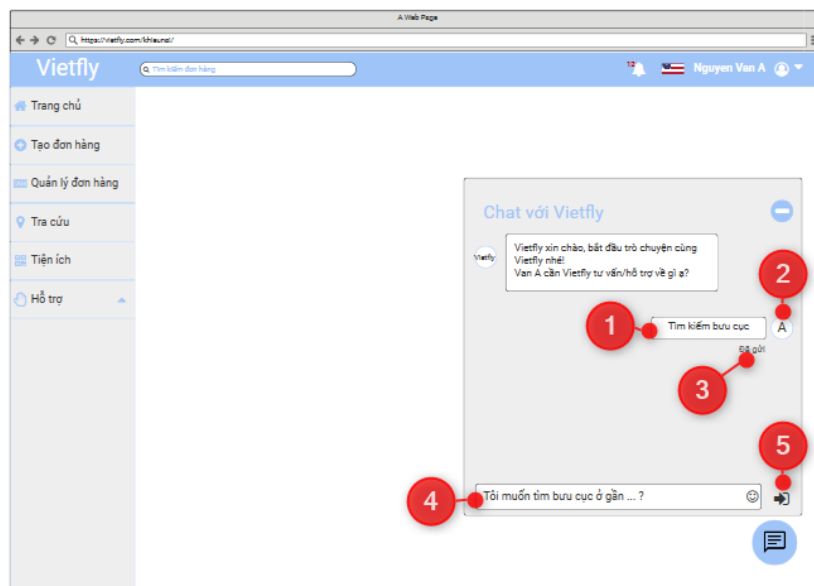 A Web Page
https://vietfly.com/khieunai/
Vietfly
Tìm kiếm đơn hàng
12
Nguyen Van A
Trang chủ
Tạo đơn hàng
Quản lý đơn hàng
Tra cứu
Tiện ích
Hỗ trợ
Chat với Vietfly
Vietfly
Vietfly xin chào, bắt đầu trò chuyện cùng
Vietfly nhé!
Van A cần Vietfly tư vấn/hỗ trợ về gì ạ?
2
1
Tìm kiếm bưu cục
A
Đã gửi
3
5
4
Tôi muốn tìm bưu cục ở gần ... ?